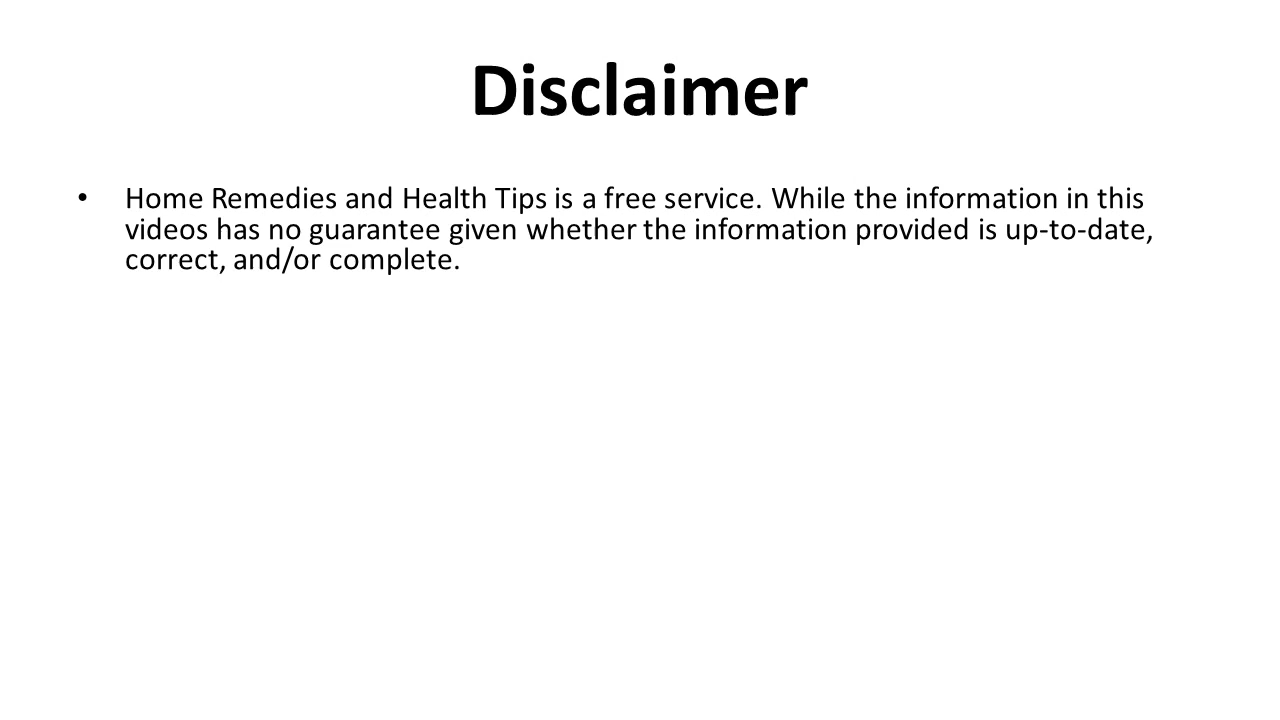 Disclaimer
• Home Remedies and Health Tips is a free service. While the information in this
videos has no guarantee given whether the information provided is up-to-date,
correct, and/or complete.